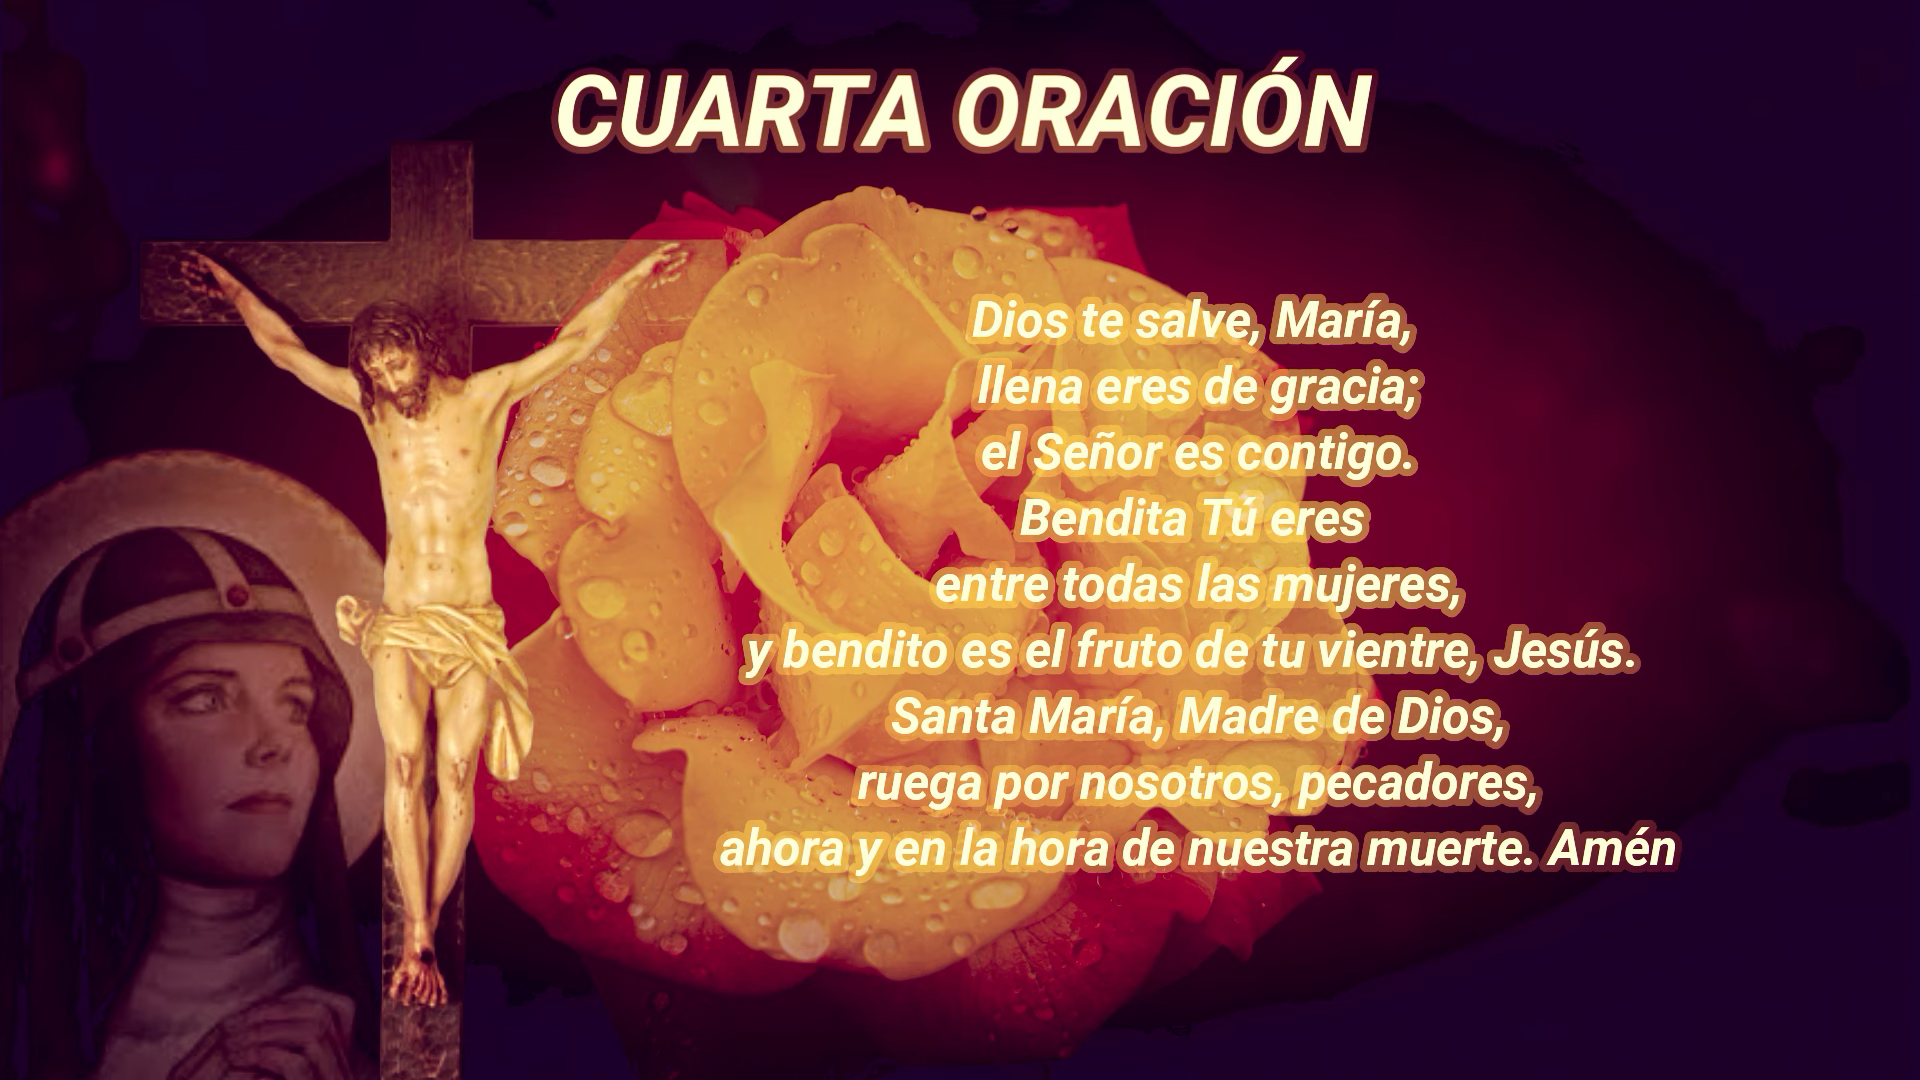 CUARTA ORACIÓN
Dios te salve, María,
llena eres de gracia;
el Señor es contigo.
Bendita Tú eres
entre todas las mujeres,
y bendito es el fruto de tu vientre, Jesús.
Santa María, Madre de Dios,
ruega por nosotros, pecadores,
ahora y en la hora de nuestra muerte. Amén